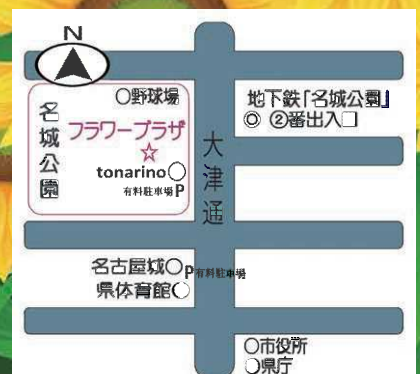 N
○野球場
名城公園
フラワープラザ
☆
tonarino○
有料駐車場P
大津通
地下鉄「名城公園」
◎ ②番出入口
名古屋城○
P有料駐車場
県体育館○
○市役所
○県庁